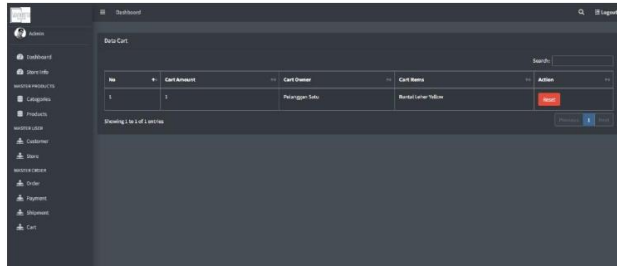 Dashboard
Logout
Admin
Data Cart
Dashboard
Store Info
Search:
MASTER PRODUCTS
No Cart Amount Cart Owner Cart Items Action
Categories
1 1 Pelanggan Satu Bantal Leher Yellow Reset
Products
Showing 1 to 1 of 1 entries
Previous 1 Next
MASTER USER
Customer
Users
MASTER ORDER
Order
Payment
Shipment
Cart